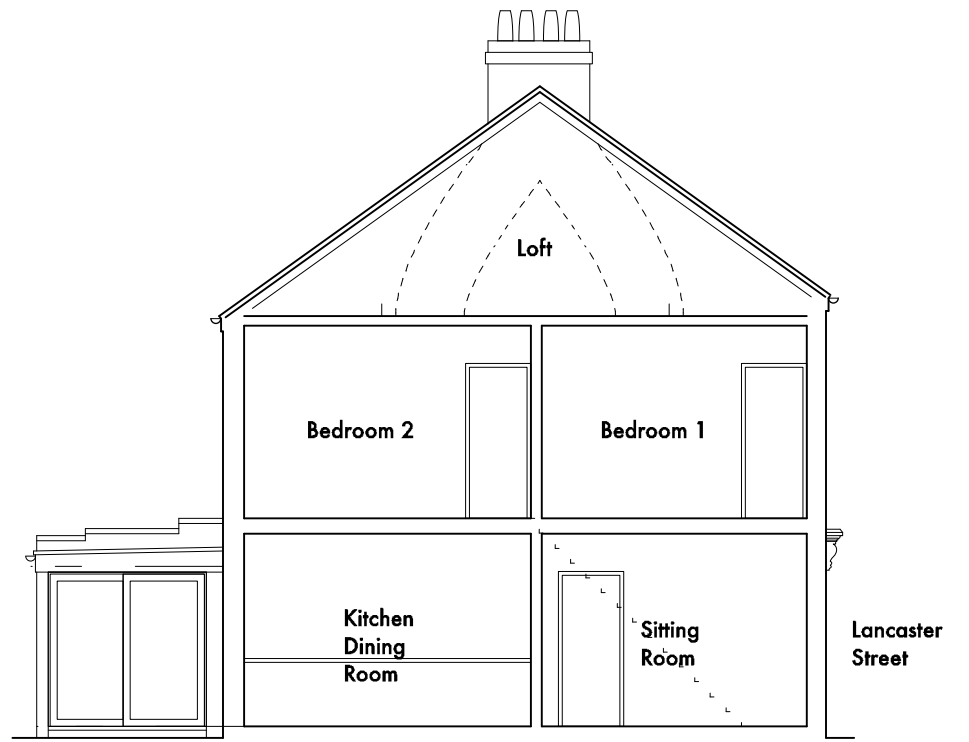 Loft
Bedroom 2
Bedroom 1
Kitchen
Dining
Room
Sitting
Room
Lancaster
Street